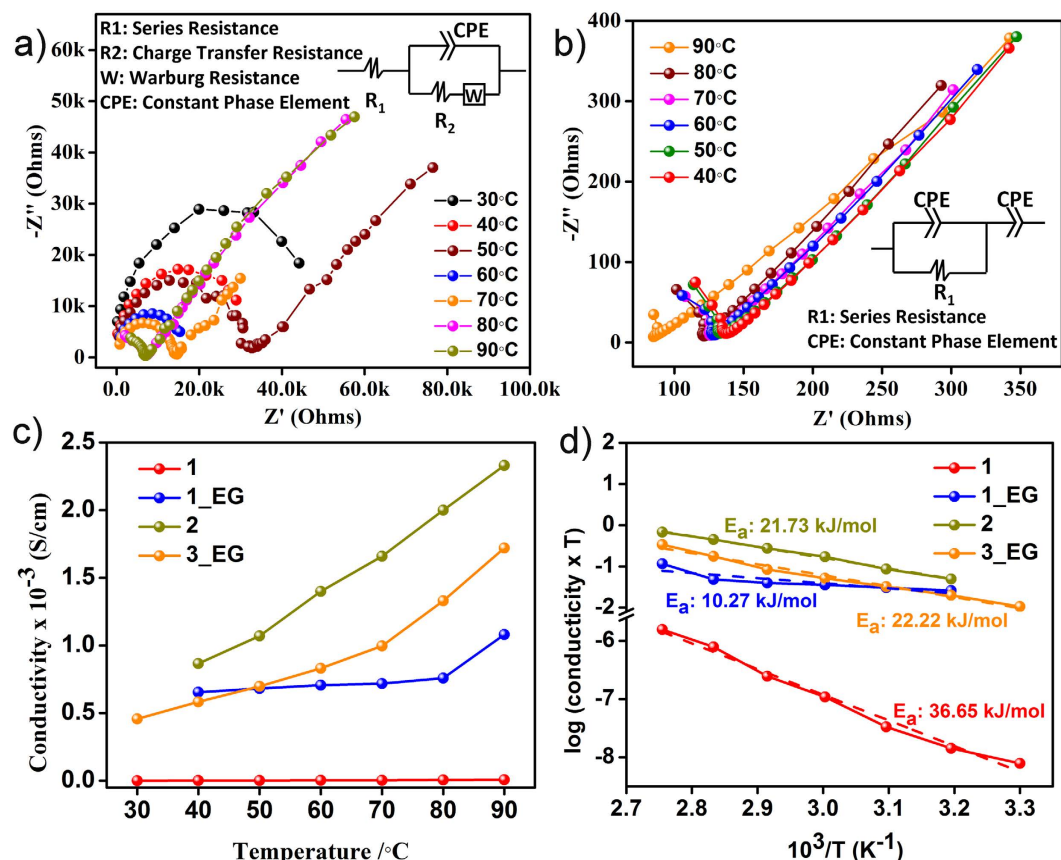 a)
R1: Series Resistance
R2: Charge Transfer Resistance
W: Warburg Resistance
CPE: Constant Phase Element
CPE
R1
R2
W
60k
50k
40k
30k
20k
10k
0
-Z'' (Ohms)
30°C
40°C
50°C
60°C
70°C
80°C
90°C
0.0 20.0k 40.0k 60.0k 80.0k 100.0k
Z' (Ohms)
b)
400
300
200
100
0
-Z'' (Ohms)
90°C
80°C
70°C
60°C
50°C
40°C
CPE CPE
R1
R1: Series Resistance
CPE: Constant Phase Element
100 150 200 250 300 350
Z' (Ohms)
c)
2.5
2.0
1.5
1.0
0.5
0.0
Conductivity x 10-3 (S/cm)
1
1_EG
2
3_EG
30 40 50 60 70 80 90
Temperature /°C
d)
2
1
0
-1
-2
-6
-7
-8
log (conducticity x T)
1
1_EG
2
3_EG
Ea: 21.73 kJ/mol
Ea: 10.27 kJ/mol
Ea: 22.22 kJ/mol
Ea: 36.65 kJ/mol
2.7 2.8 2.9 3.0 3.1 3.2 3.3
103/T (K-1)